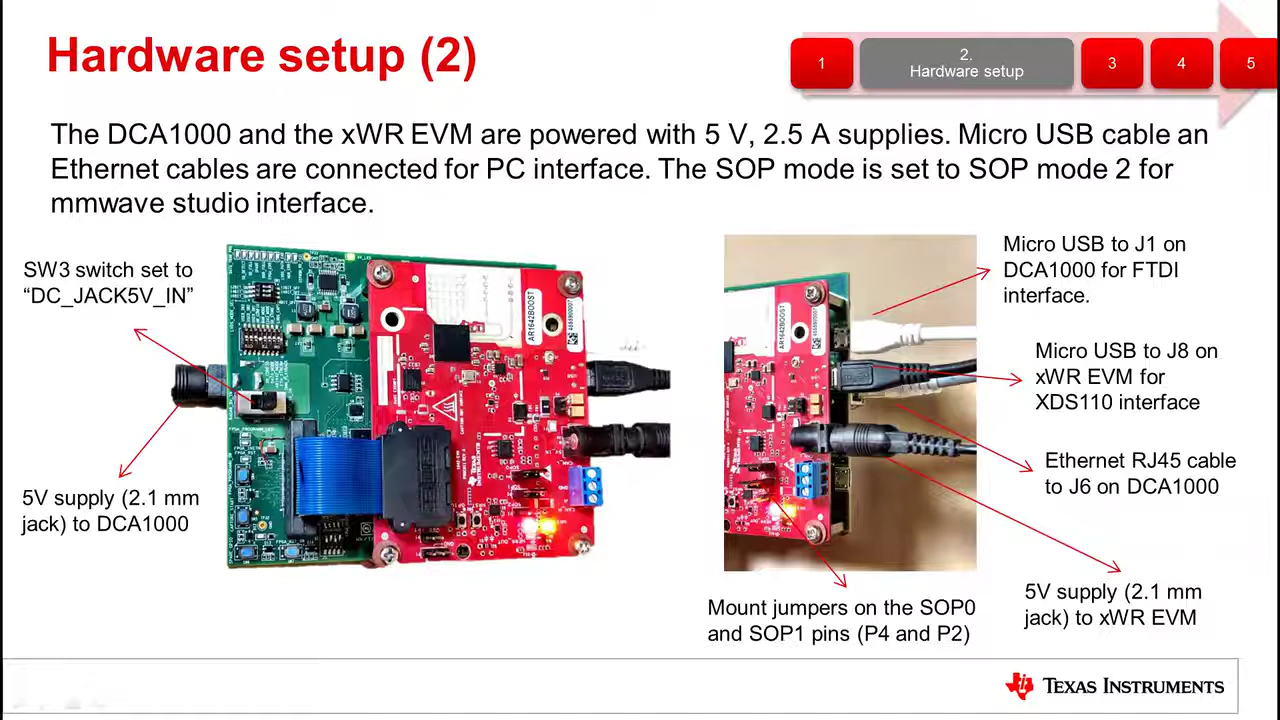 Hardware setup (2)
1
2.
Hardware setup
3
4
5
The DCA1000 and the xWR EVM are powered with 5 V, 2.5 A supplies. Micro USB cable an
Ethernet cables are connected for PC interface. The SOP mode is set to SOP mode 2 for
mmwave studio interface.
SW3 switch set to
“DC_JACK5V_IN”
5V supply (2.1 mm
jack) to DCA1000
AR1642BOOST
TEXAS
INSTRUMENTS
AR1642BOOST
Micro USB to J1 on
DCA1000 for FTDI
interface.
Micro USB to J8 on
xWR EVM for
XDS110 interface
Ethernet RJ45 cable
to J6 on DCA1000
5V supply (2.1 mm
jack) to xWR EVM
Mount jumpers on the SOP0
and SOP1 pins (P4 and P2)
TEXAS INSTRUMENTS